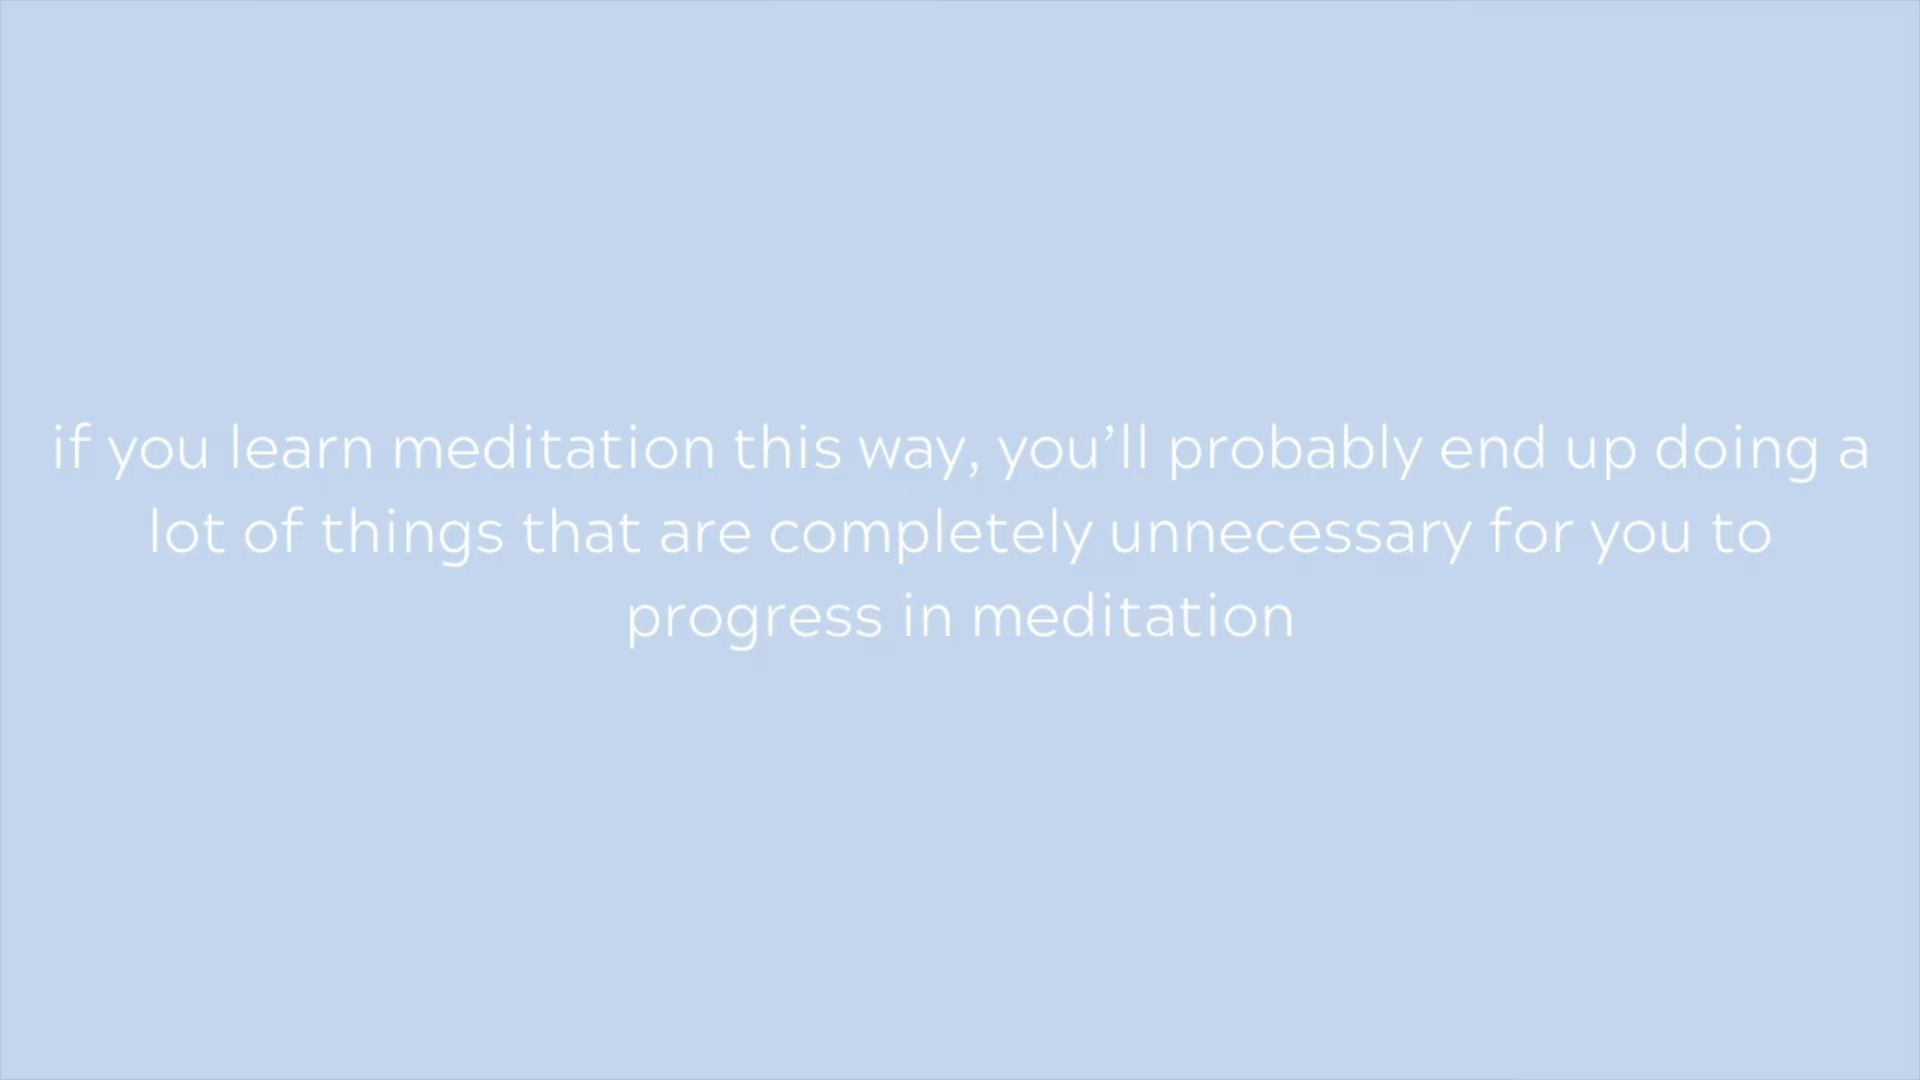 if you learn meditation this way, you’ll probably end up doing a
lot of things that are completely unnecessary for you to
progress in meditation